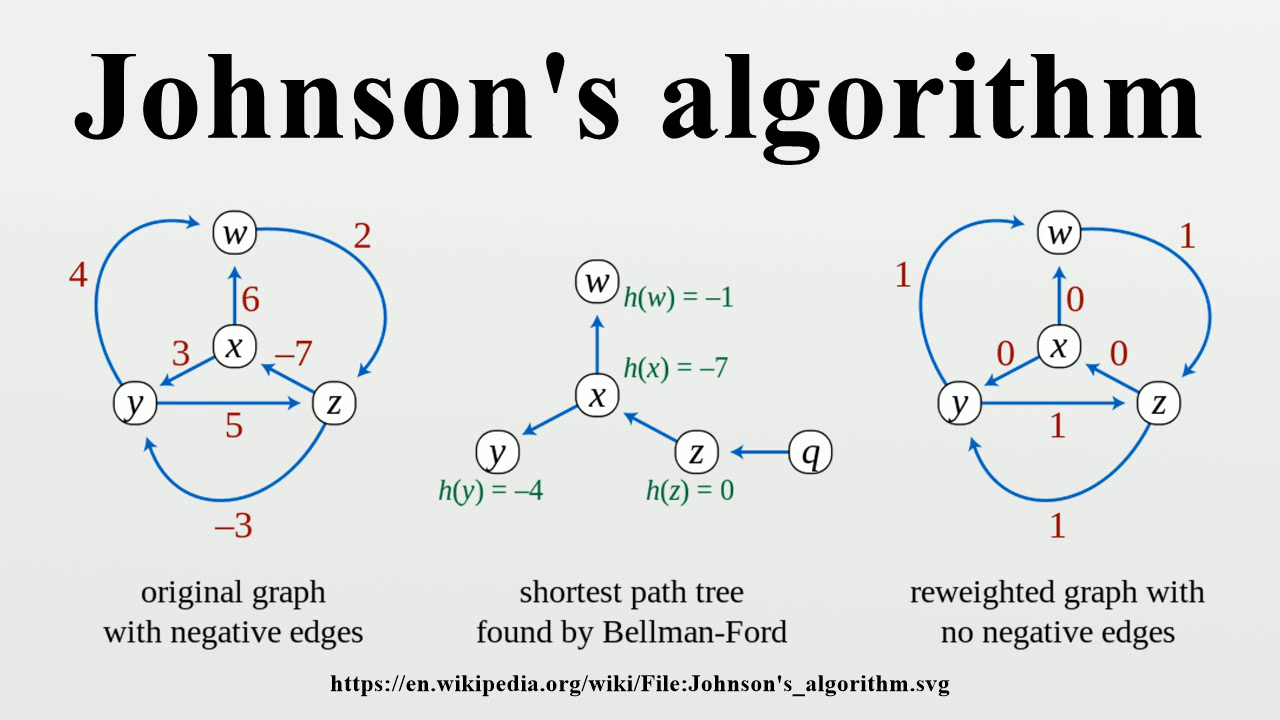 Johnson's algorithm
w
2
4
6
x
3
–7
y
z
5
–3
original graph
with negative edges
w
h(w) = –1
h(x) = –7
x
y
z
q
h(y) = –4
h(z) = 0
shortest path tree
found by Bellman-Ford
w
1
1
0
x
0
0
y
z
1
1
reweighted graph with
no negative edges
https://en.wikipedia.org/wiki/File:Johnson's_algorithm.svg